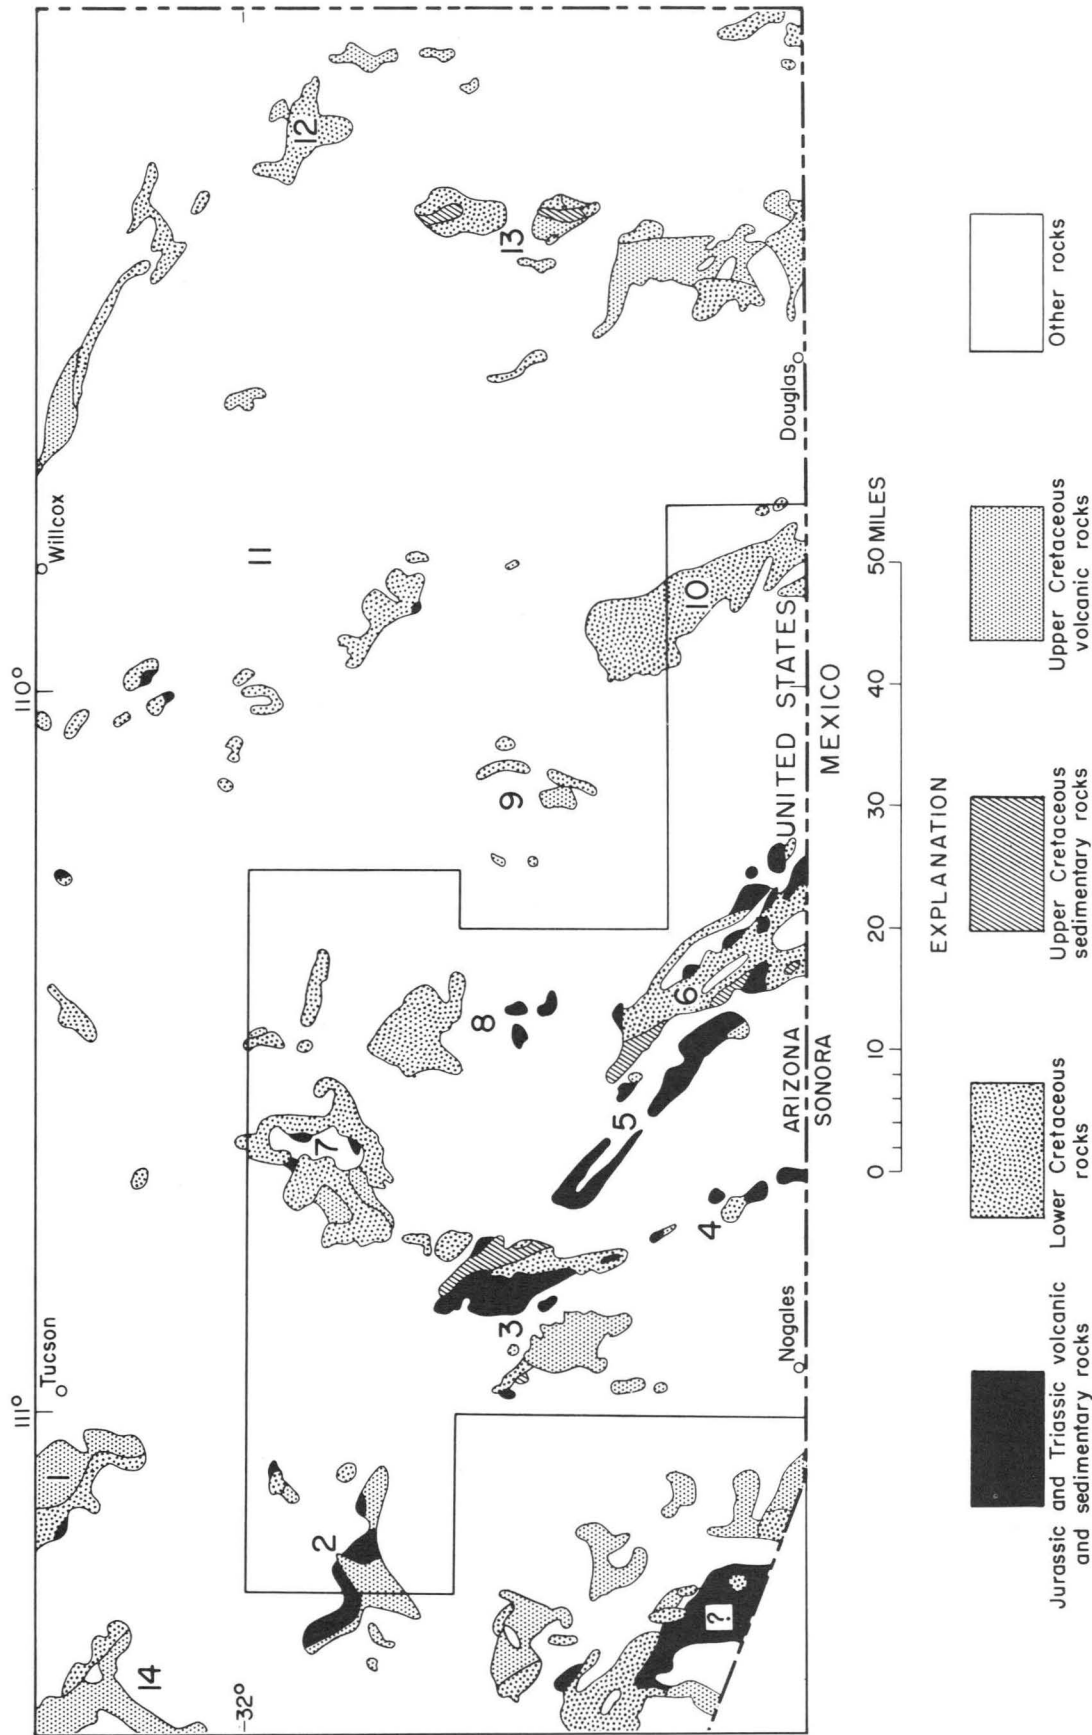 111°
110°
Tucson
Willcox
32°
14
1
2
3
4
5
6
7
8
9
10
11
12
13
?
Nogales
Douglas
ARIZONA
SONORA
UNITED STATES
MEXICO
0
10
20
30
40
50 MILES
EXPLANATION
Jurassic and Triassic volcanic
and sedimentary rocks
Lower Cretaceous
rocks
Upper Cretaceous
sedimentary rocks
Upper Cretaceous
volcanic rocks
Other rocks